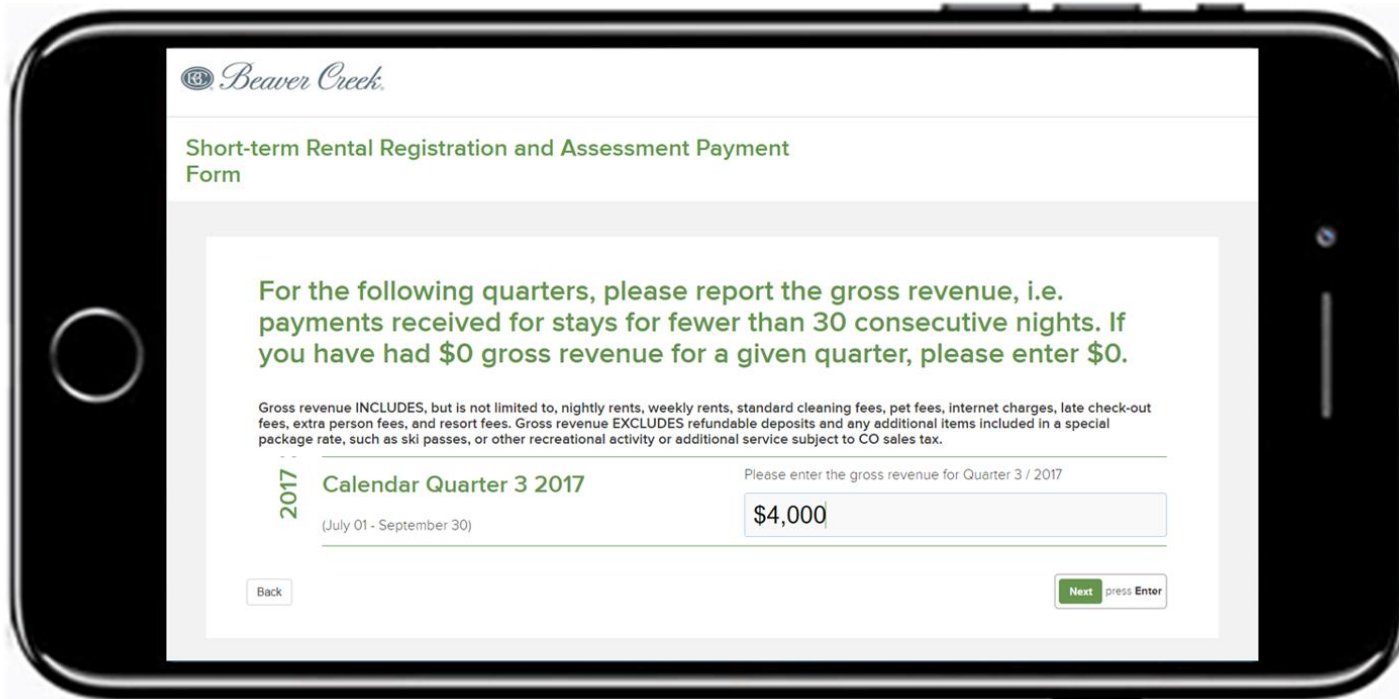 BC Beaver Creek.
Short-term Rental Registration and Assessment Payment
Form
For the following quarters, please report the gross revenue, i.e.
payments received for stays for fewer than 30 consecutive nights. If
you have had $0 gross revenue for a given quarter, please enter $0.
Gross revenue INCLUDES, but is not limited to, nightly rents, weekly rents, standard cleaning fees, pet fees, internet charges, late check-out
fees, extra person fees, and resort fees. Gross revenue EXCLUDES refundable deposits and any additional items included in a special
package rate, such as ski passes, or other recreational activity or additional service subject to CO sales tax.
2017
Calendar Quarter 3 2017
(July 01 - September 30)
Please enter the gross revenue for Quarter 3 / 2017
$4,000
Back
Next press Enter